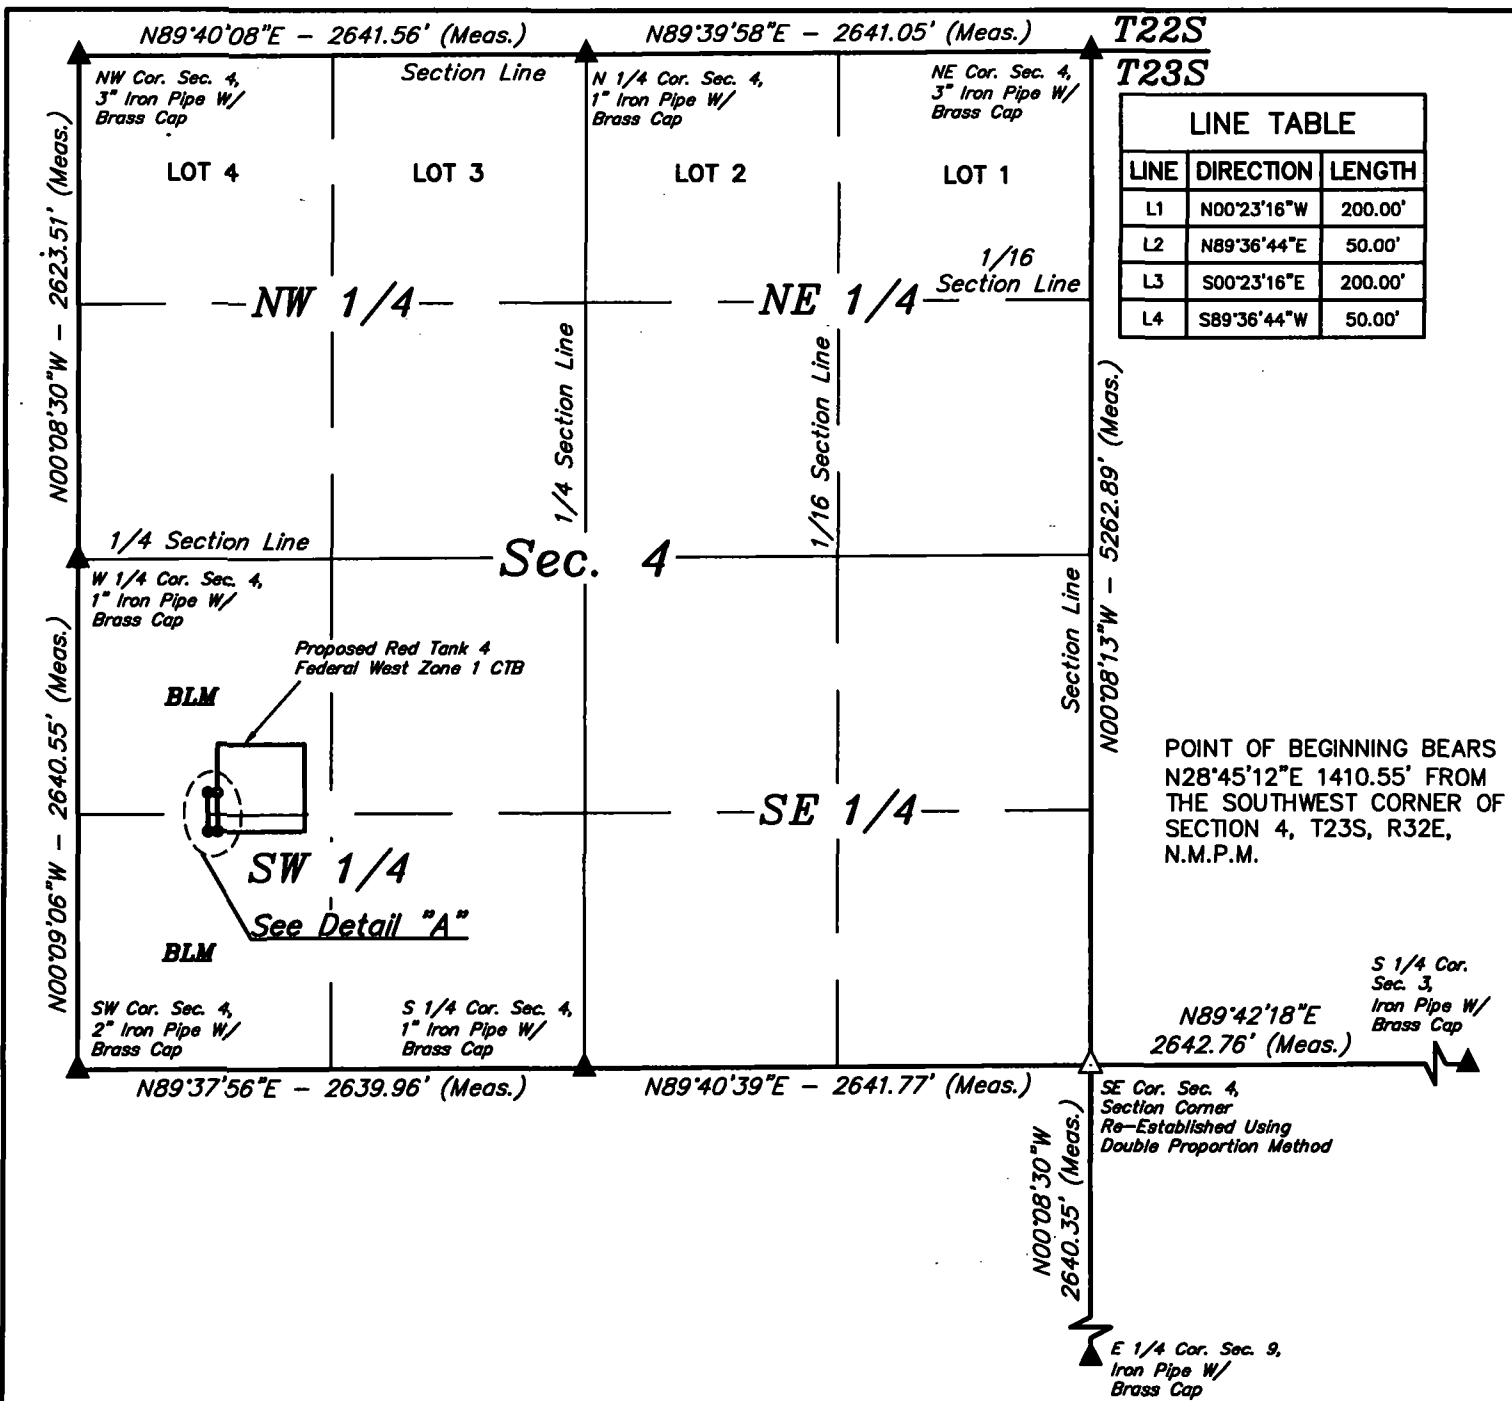 N89°40'08"E - 2641.56' (Meas.)
N89°39'58"E - 2641.05' (Meas.)
T22S
T23S
NW Cor. Sec. 4,
3" Iron Pipe W/
Brass Cap
Section Line
N 1/4 Cor. Sec. 4,
1" Iron Pipe W/
Brass Cap
NE Cor. Sec. 4,
3" Iron Pipe W/
Brass Cap
LOT 4
LOT 3
LOT 2
LOT 1
LINE TABLE
LINE DIRECTION LENGTH
L1 N00°23'16"W 200.00'
L2 N89°36'44"E 50.00'
L3 S00°23'16"E 200.00'
L4 S89°36'44"W 50.00'
N00°08'30"W - 2623.51' (Meas.)
1/16
Section Line
NW 1/4
NE 1/4
1/4 Section Line
1/16 Section Line
N00°08'13"W - 5262.89' (Meas.)
Section Line
1/4 Section Line
Sec. 4
W 1/4 Cor. Sec. 4,
1" Iron Pipe W/
Brass Cap
N00°09'06"W - 2640.55' (Meas.)
Proposed Red Tank 4
Federal West Zone 1 CTB
BLM
SW 1/4
SE 1/4
See Detail "A"
BLM
POINT OF BEGINNING BEARS
N28°45'12"E 1410.55' FROM
THE SOUTHWEST CORNER OF
SECTION 4, T23S, R32E,
N.M.P.M.
SW Cor. Sec. 4,
2" Iron Pipe W/
Brass Cap
S 1/4 Cor. Sec. 4,
1" Iron Pipe W/
Brass Cap
S 1/4 Cor.
Sec. 3,
Iron Pipe W/
Brass Cap
N89°42'18"E
2642.76' (Meas.)
N89°37'56"E - 2639.96' (Meas.)
N89°40'39"E - 2641.77' (Meas.)
SE Cor. Sec. 4,
Section Corner
Re-Established Using
Double Proportion Method
N00°08'30"W
2640.35' (Meas.)
E 1/4 Cor. Sec. 9,
Iron Pipe W/
Brass Cap